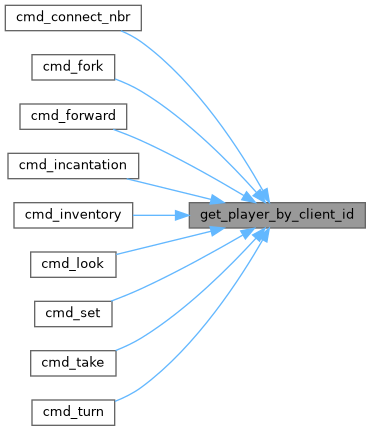 cmd_connect_nbr
cmd_fork
cmd_forward
cmd_incantation
get_player_by_client_id
cmd_inventory
cmd_look
cmd_set
cmd_take
cmd_turn